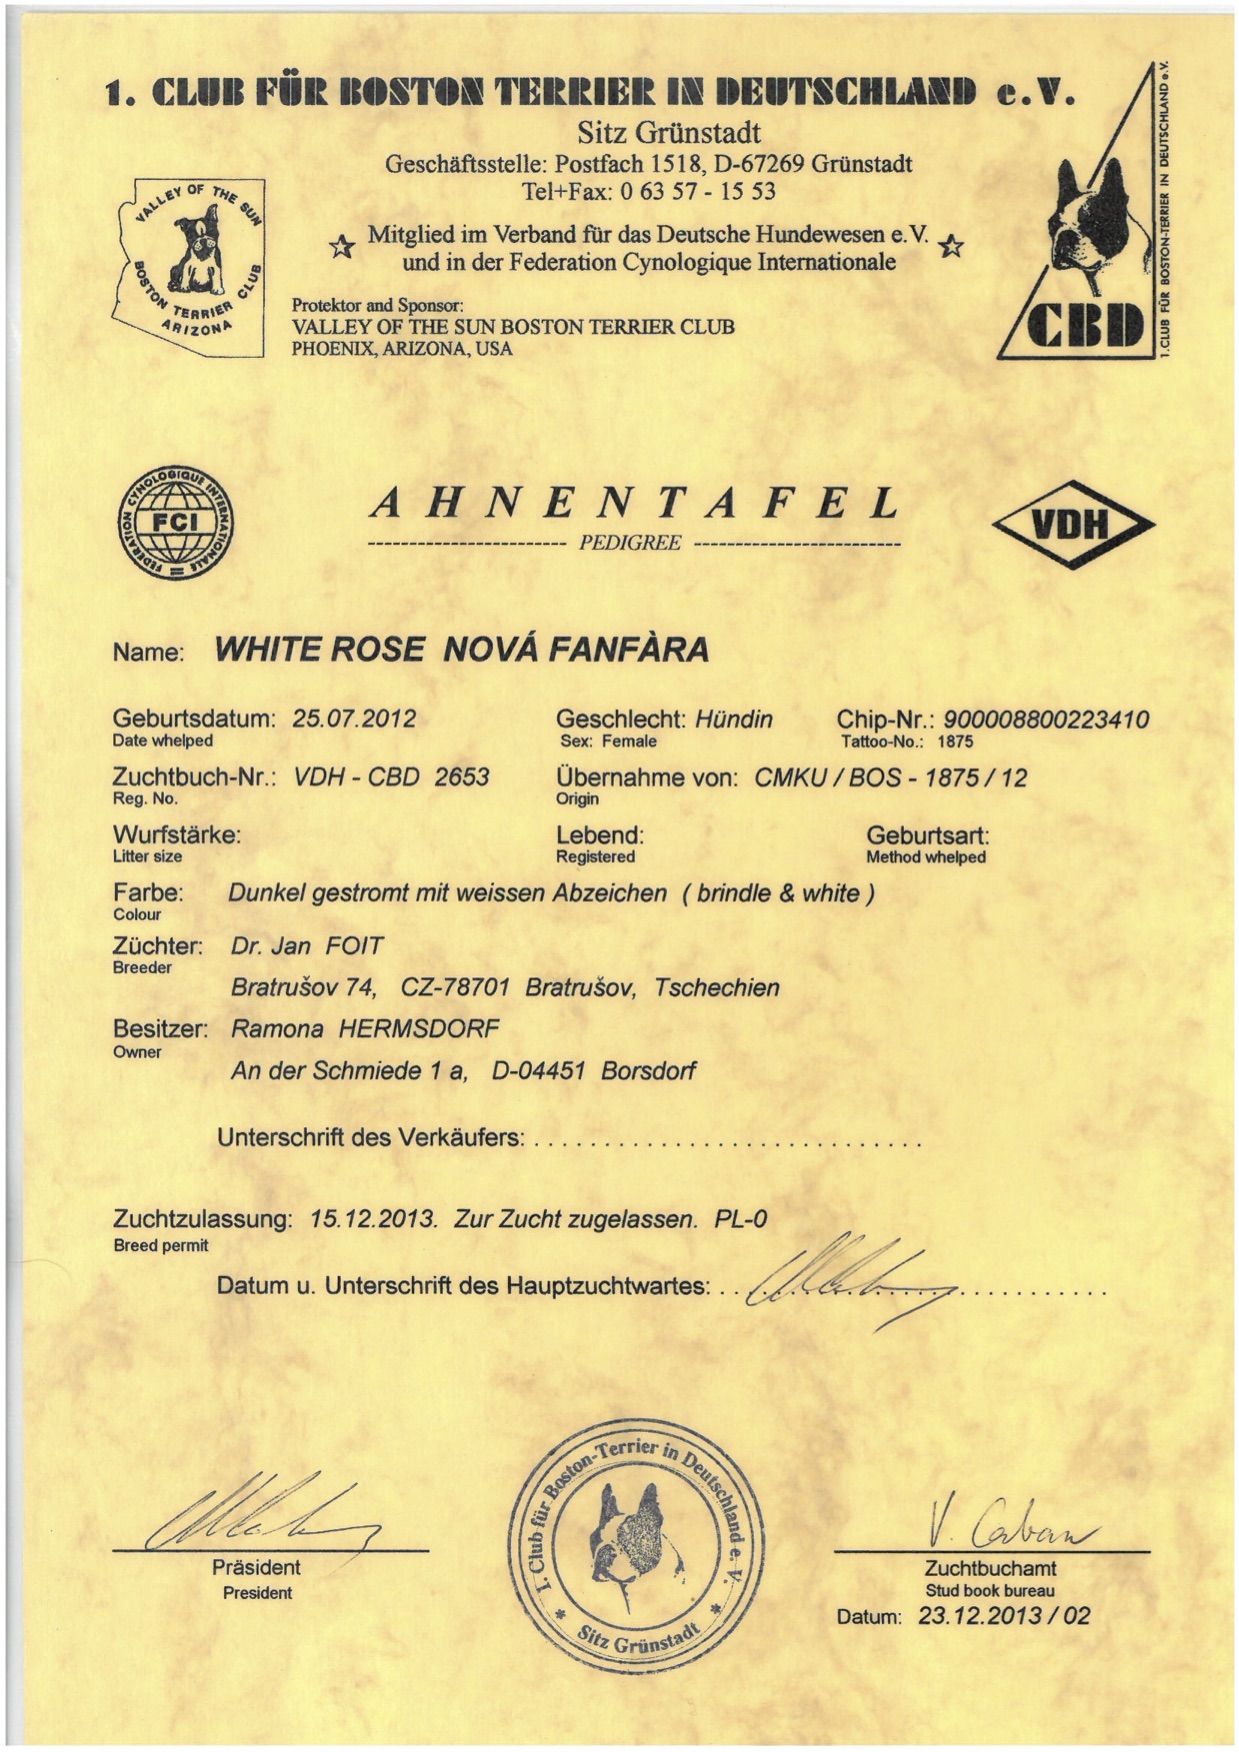 1. CLUB FÜR BOSTON TERRIER IN DEUTSCHLAND e.V.
Sitz Grünstadt
Geschäftsstelle: Postfach 1518, D-67269 Grünstadt
Tel+Fax: 0 63 57 - 15 53
Mitglied im Verband für das Deutsche Hundewesen e.V.
und in der Federation Cynologique Internationale
Protektor and Sponsor:
VALLEY OF THE SUN BOSTON TERRIER CLUB
PHOENIX, ARIZONA, USA
VALLEY OF THE SUN
BOSTON TERRIER CLUB
ARIZONA
CBD
1.CLUB FÜR BOSTON-TERRIER IN DEUTSCHLAND e.V.
FEDERATION CYNOLOGIQUE INTERNATIONALE
FCI
AHNENTAFEL
PEDIGREE
VDH
Name: WHITE ROSE NOVÁ FANFÀRA
Geburtsdatum: 25.07.2012 Geschlecht: Hündin Chip-Nr.: 900008800223410
Date whelped Sex: Female Tattoo-No.: 1875
Zuchtbuch-Nr.: VDH - CBD 2653 Übernahme von: CMKU / BOS - 1875 / 12
Reg. No. Origin
Wurfstärke: Lebend: Geburtsart:
Litter size Registered Method whelped
Farbe: Dunkel gestromt mit weissen Abzeichen ( brindle & white )
Colour
Züchter: Dr. Jan FOIT
Breeder
Bratrušov 74, CZ-78701 Bratrušov, Tschechien
Besitzer: Ramona HERMSDORF
Owner
An der Schmiede 1 a, D-04451 Borsdorf
Unterschrift des Verkäufers: ............................
Zuchtzulassung: 15.12.2013. Zur Zucht zugelassen. PL-0
Breed permit
Datum u. Unterschrift des Hauptzuchtwartes: ............................
1. Club für Boston-Terrier in Deutschland e. V.
* Sitz Grünstadt *
Präsident
President
Zuchtbuchamt
Stud book bureau
Datum: 23.12.2013 / 02